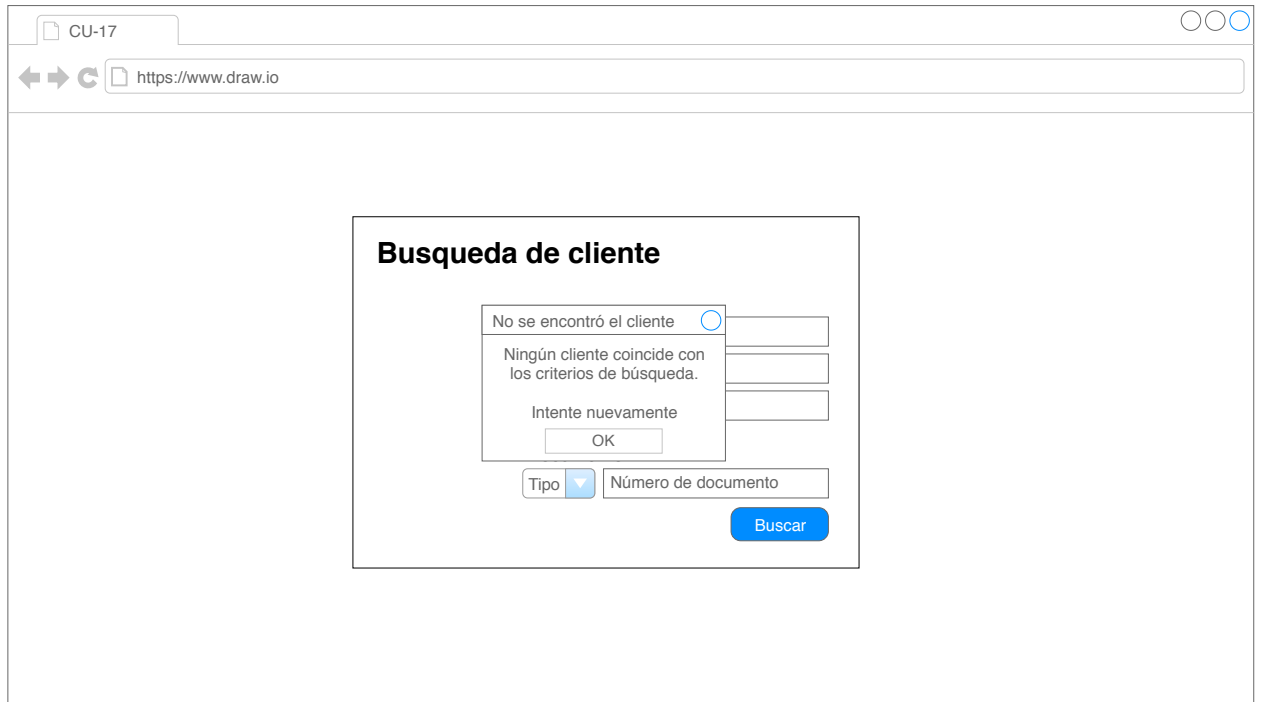 CU-17
https://www.draw.io
Busqueda de cliente
No se encontró el cliente
Ningún cliente coincide con
los criterios de búsqueda.
Intente nuevamente
OK
Tipo
Número de documento
Buscar